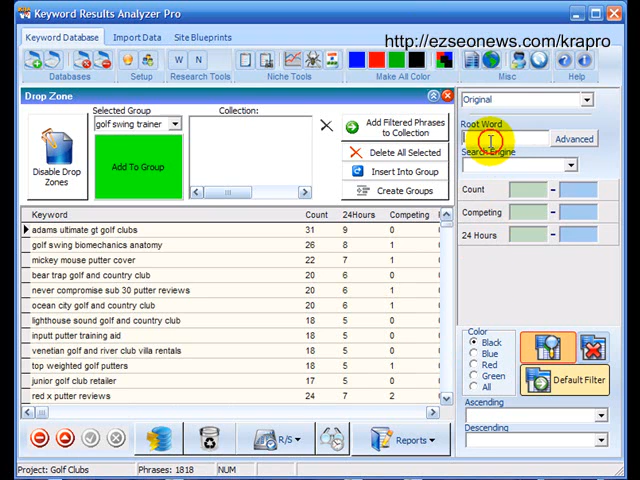 Keyword Results Analyzer Pro
Keyword Database
Import Data
Site Blueprints
http://ezseonews.com/krapro
W
N
Databases
Setup
Research Tools
Niche Tools
Make All Color
Misc
Help
Drop Zone
Selected Group
Collection:
golf swing trainer
Add To Group
Disable Drop
Zones
Add Filtered Phrases
to Collection
Delete All Selected
Insert Into Group
Create Groups
Original
Root Word
Advanced
Search Engine
Count
-
Competing
-
24 Hours
-
Keyword Count 24Hours Competing
adams ultimate gt golf clubs 31 9 0
golf swing biomechanics anatomy 26 8 1
mickey mouse putter cover 22 7 1
bear trap golf and country club 20 6 0
never compromise sub 30 putter reviews 20 6 1
ocean city golf and country club 20 6 1
lighthouse sound golf and country club 18 5 0
inputt putter training aid 18 5 0
venetian golf and river club villa rentals 18 5 0
top weighted golf putters 18 5 1
junior golf club retailer 17 5 0
red x putter reviews 24 7 2
Color
Black
Blue
Red
Green
All
Default Filter
Ascending
Descending
R/S
Reports
Project: Golf Clubs
Phrases: 1818
NUM